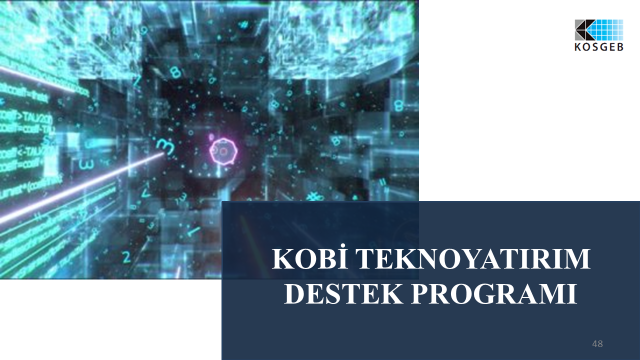 KOSGEB
KOBİ TEKNOYATIRIM
DESTEK PROGRAMI
48